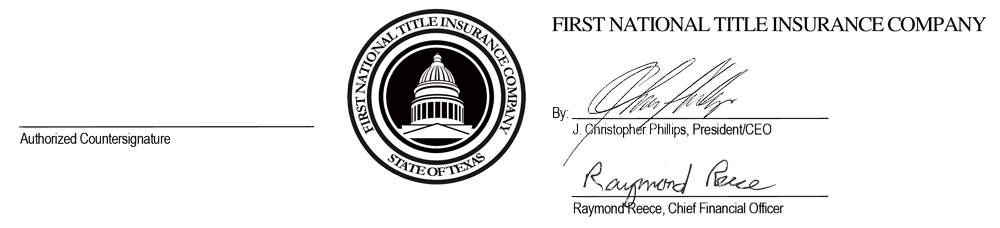 Authorized Countersignature
FIRST NATIONAL TITLE INSURANCE COMPANY
STATE OF TEXAS
FIRST NATIONAL TITLE INSURANCE COMPANY
By:
J. Christopher Phillips, President/CEO
Raymond Reece
Raymond Reece, Chief Financial Officer